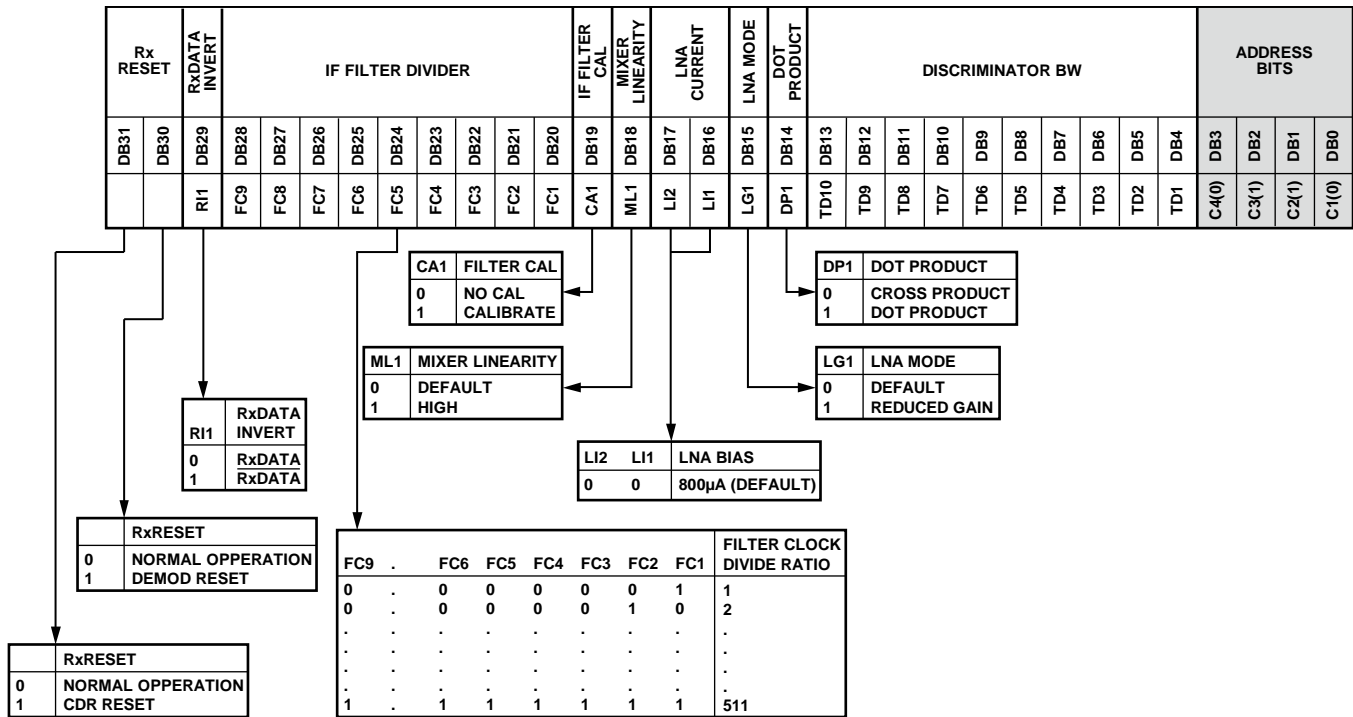 Rx RESET
RxDATA INVERT
IF FILTER DIVIDER
IF FILTER CAL
MIXER LINEARITY
LNA CURRENT
LNA MODE
DOT PRODUCT
DISCRIMINATOR BW
ADDRESS BITS
DB31 DB30 DB29 DB28 DB27 DB26 DB25 DB24 DB23 DB22 DB21 DB20 DB19 DB18 DB17 DB16 DB15 DB14 DB13 DB12 DB11 DB10 DB9 DB8 DB7 DB6 DB5 DB4 DB3 DB2 DB1 DB0
RI1 FC9 FC8 FC7 FC6 FC5 FC4 FC3 FC2 FC1 CA1 ML1 LI2 LI1 LG1 DP1 TD10 TD9 TD8 TD7 TD6 TD5 TD4 TD3 TD2 TD1 C4(0) C3(1) C2(1) C1(0)
CA1 FILTER CAL
0 NO CAL
1 CALIBRATE
DP1 DOT PRODUCT
0 CROSS PRODUCT
1 DOT PRODUCT
ML1 MIXER LINEARITY
0 DEFAULT
1 HIGH
LG1 LNA MODE
0 DEFAULT
1 REDUCED GAIN
RI1 RxDATA INVERT
0 RxDATA
1 RxDATA
LI2 LI1 LNA BIAS
0 0 800µA (DEFAULT)
RxRESET
0 NORMAL OPPERATION
1 DEMOD RESET
FC9 . FC6 FC5 FC4 FC3 FC2 FC1 FILTER CLOCK DIVIDE RATIO
0 . 0 0 0 0 0 1 1
0 . 0 0 0 0 1 0 2
. . . . . . . . .
. . . . . . . . .
. . . . . . . . .
. . . . . . . . .
1 . 1 1 1 1 1 1 511
RxRESET
0 NORMAL OPPERATION
1 CDR RESET